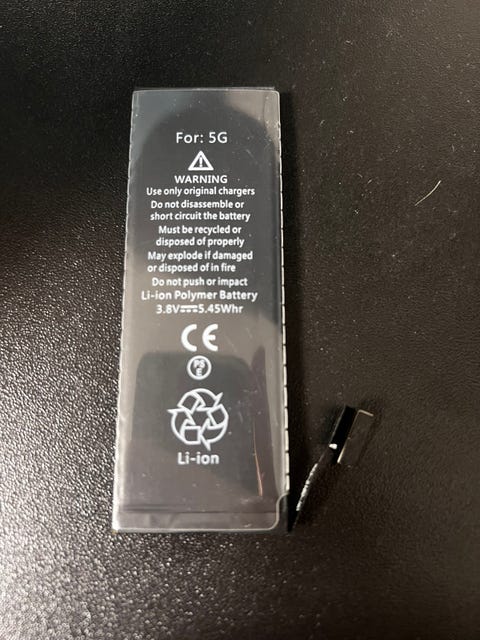 For: 5G
WARNING
Use only original chargers
Do not disassemble or
short circuit the battery
Must be recycled or
disposed of properly
May explode if damaged
or disposed of in fire
Do not push or impact
Li-ion Polymer Battery
3.8V⎓5.45Whr
CE
PS
E
Li-ion